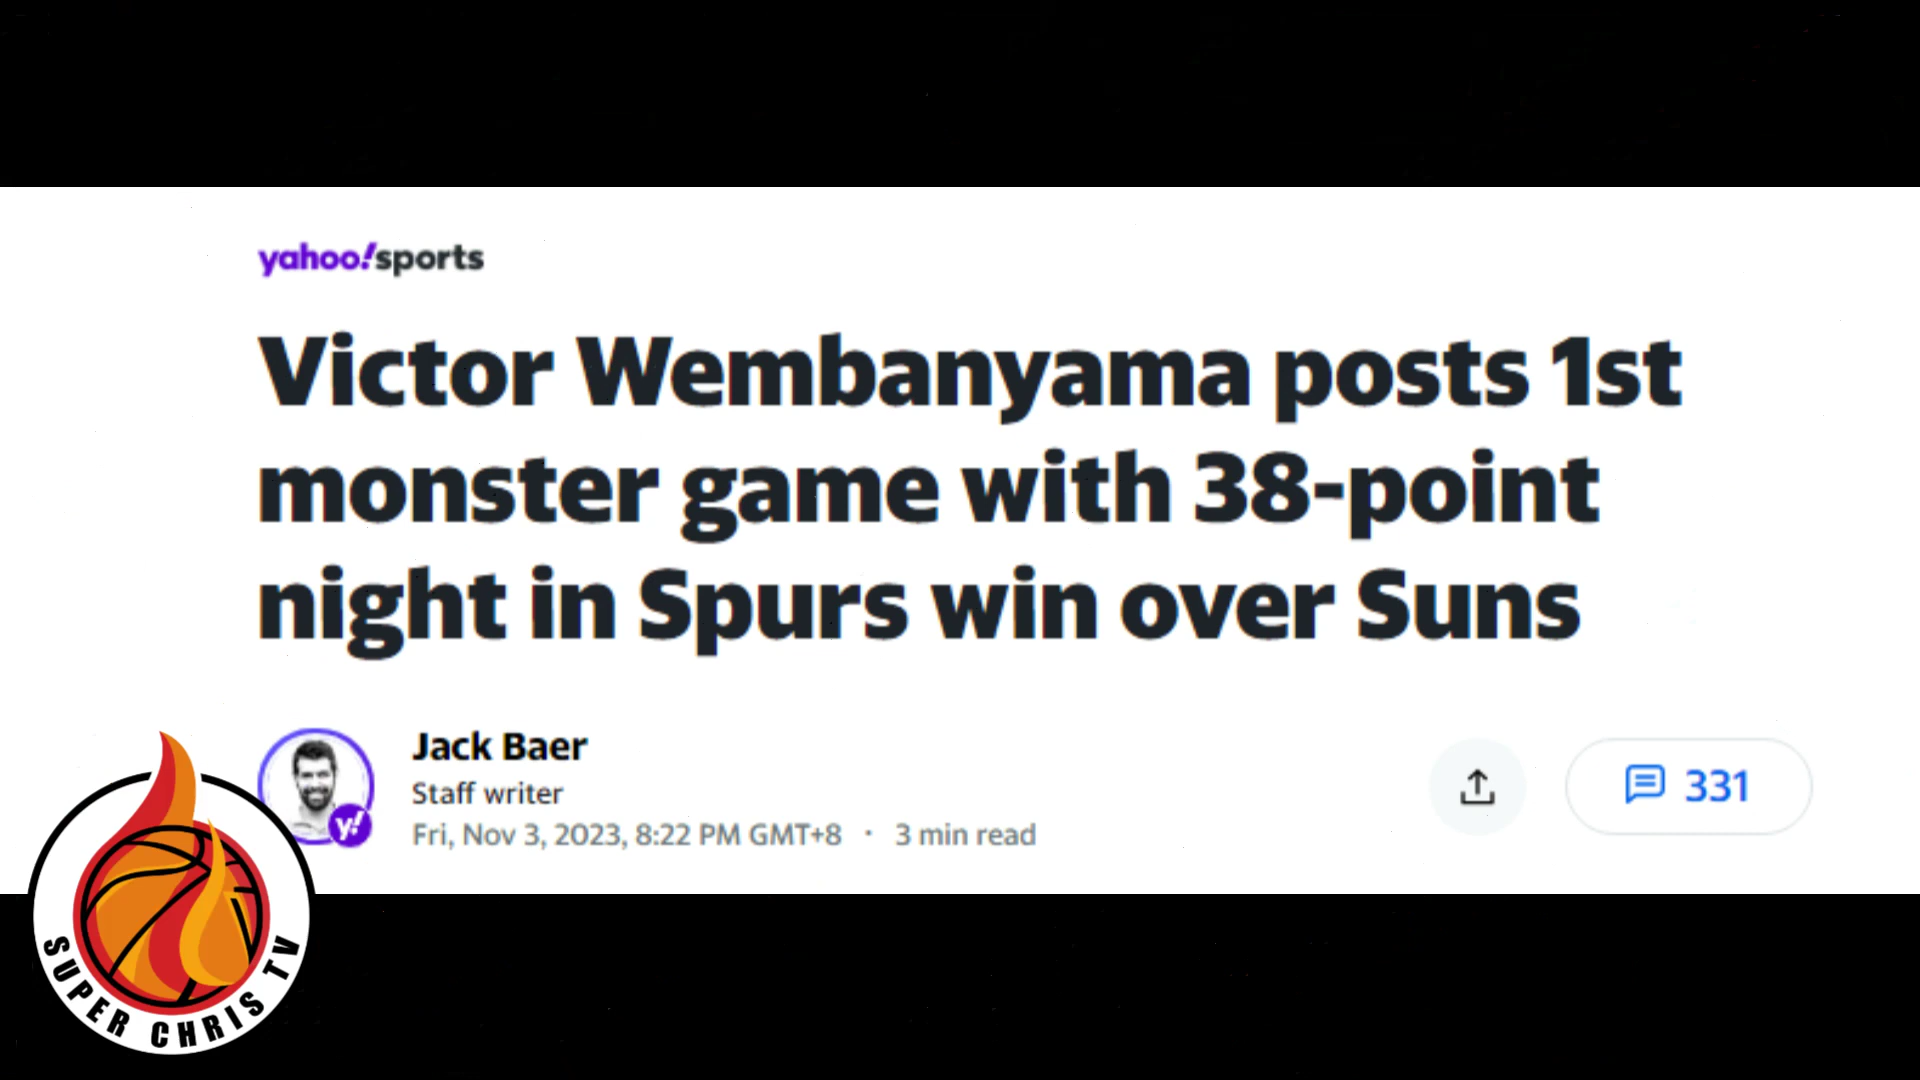 yahoo!sports
Victor Wembanyama posts 1st
monster game with 38-point
night in Spurs win over Suns
Jack Baer
Staff writer
Fri, Nov 3, 2023, 8:22 PM GMT+8 • 3 min read
331
y!
SUPER CHRIS TV